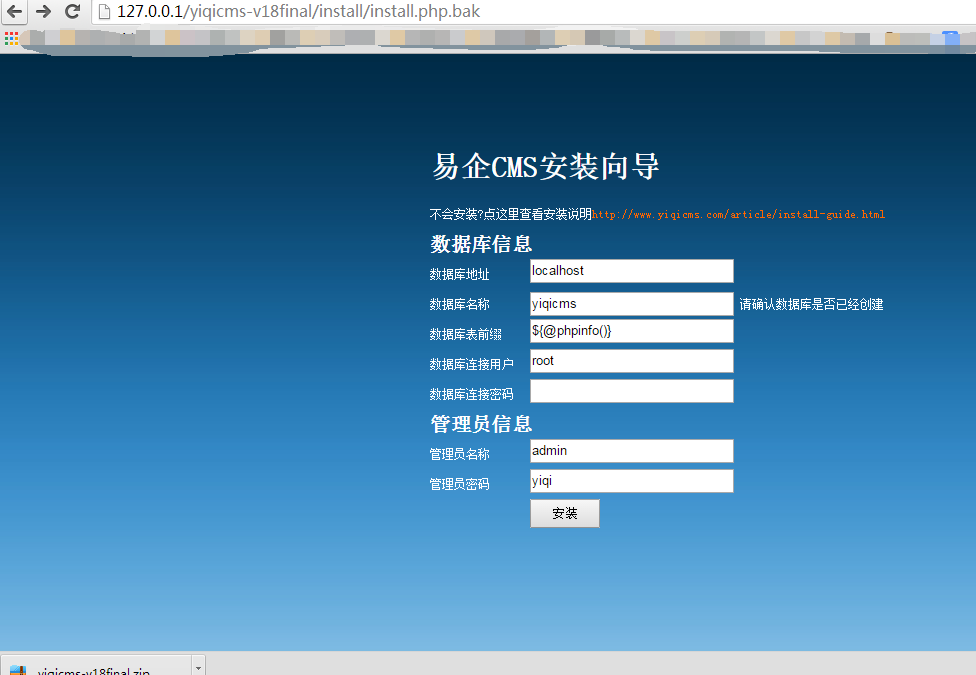 127.0.0.1/yiqicms-v18final/install/install.php.bak
易企CMS安装向导
不会安装?点这里查看安装说明http://www.yiqicms.com/article/install-guide.html
数据库信息
数据库地址 localhost
数据库名称 yiqicms 请确认数据库是否已经创建
数据库表前缀 ${@phpinfo()}
数据库连接用户 root
数据库连接密码
管理员信息
管理员名称 admin
管理员密码 yiqi
安装
yiqicms-v18final.zip